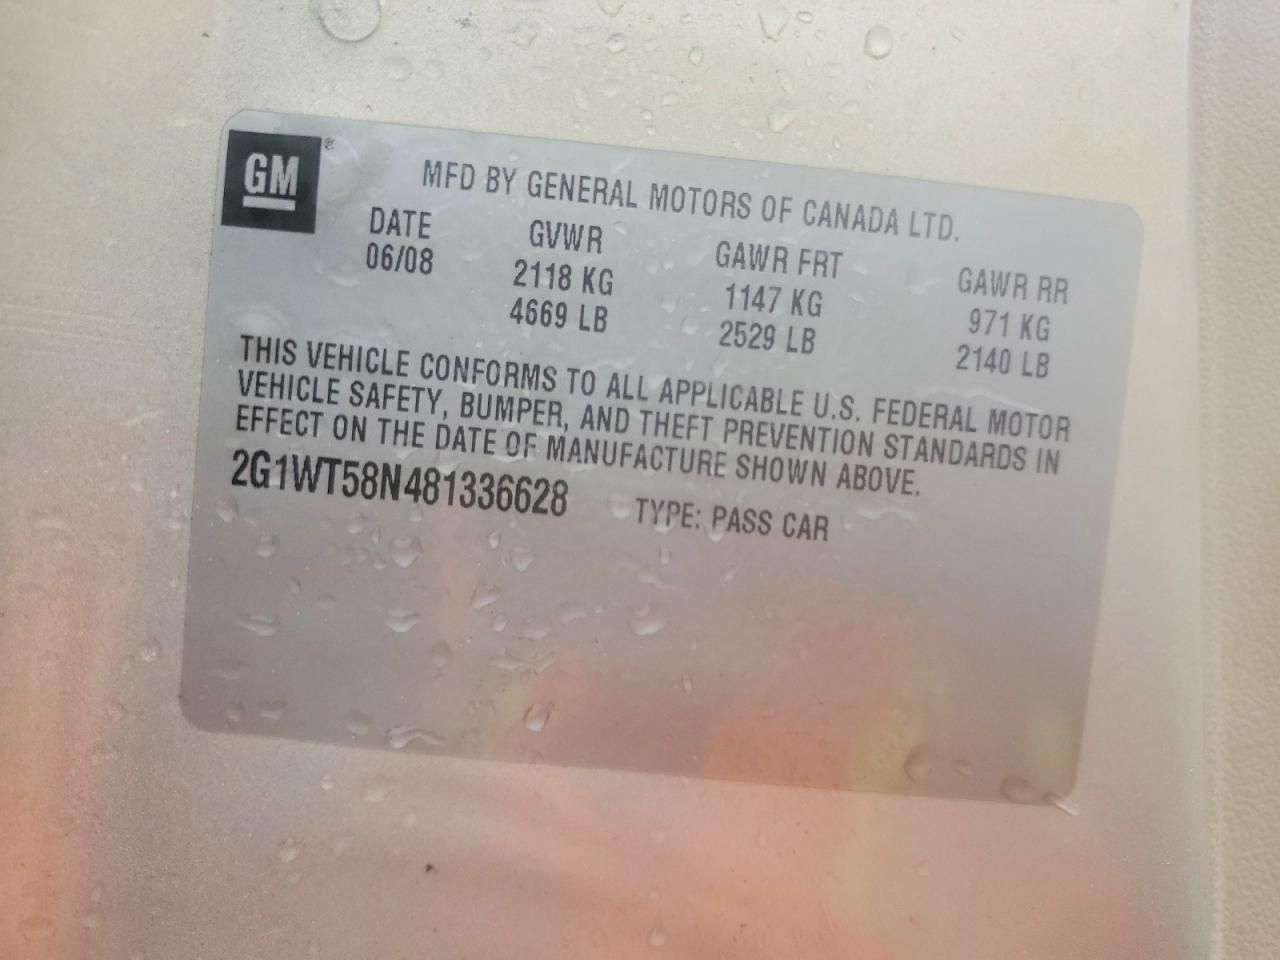 GM®
MFD BY GENERAL MOTORS OF CANADA LTD.
DATE GVWR GAWR FRT GAWR RR
06/08 2118 KG 1147 KG 971 KG
4669 LB 2529 LB 2140 LB
THIS VEHICLE CONFORMS TO ALL APPLICABLE U.S. FEDERAL MOTOR
VEHICLE SAFETY, BUMPER, AND THEFT PREVENTION STANDARDS IN
EFFECT ON THE DATE OF MANUFACTURE SHOWN ABOVE.
2G1WT58N481336628 TYPE: PASS CAR